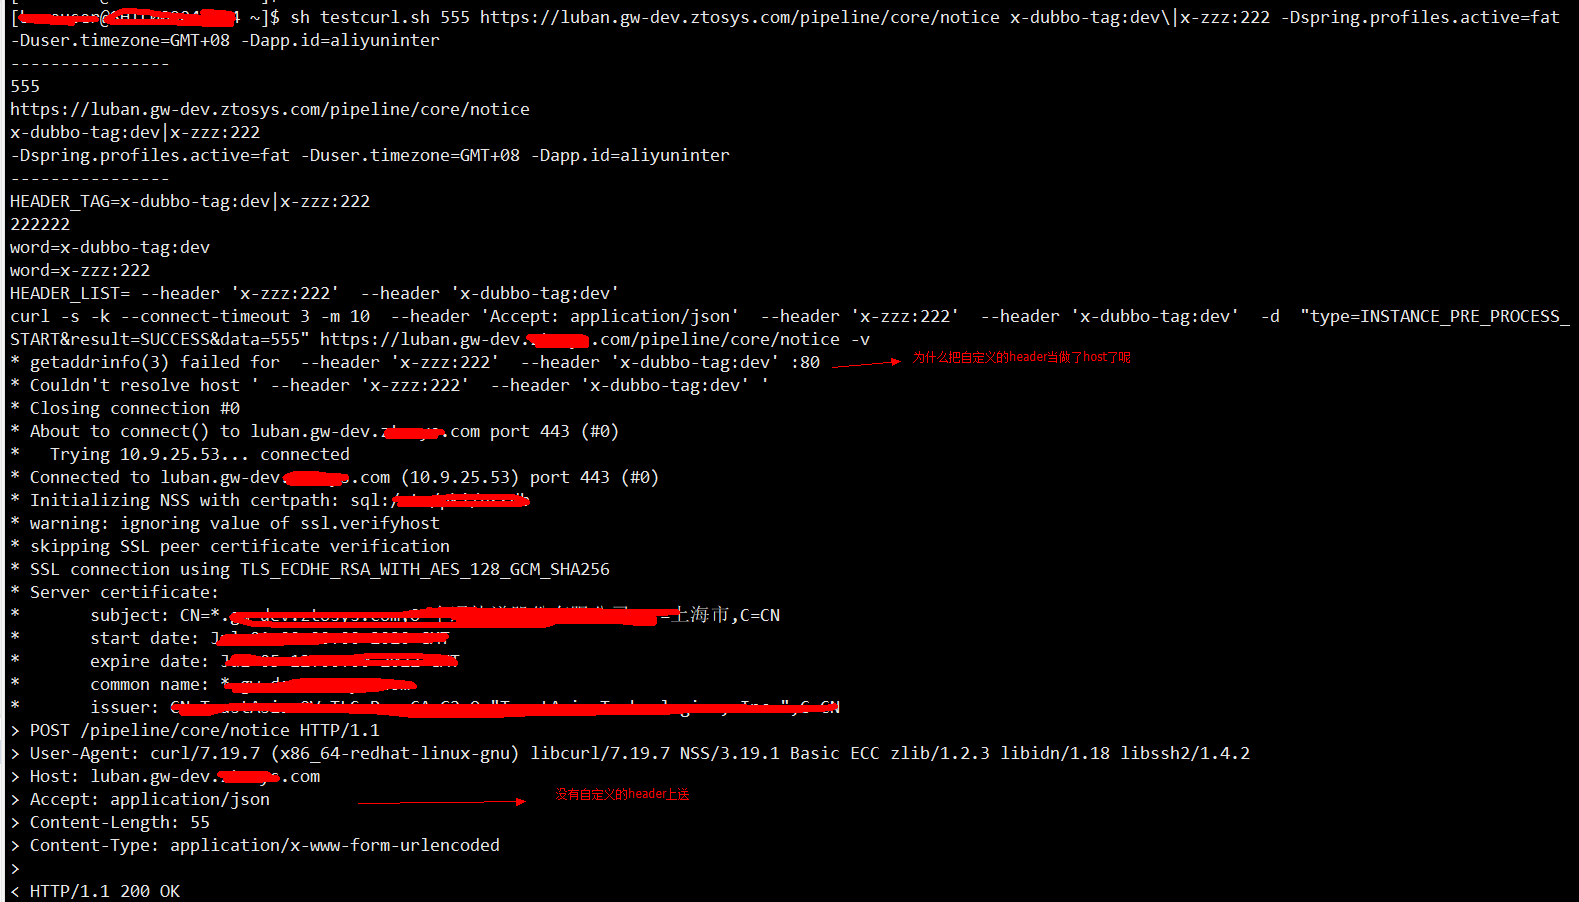 ~]$ sh testcurl.sh 555 https://luban.gw-dev.ztosys.com/pipeline/core/notice x-dubbo-tag:dev\|x-zzz:222 -Dspring.profiles.active=fat
-Duser.timezone=GMT+08 -Dapp.id=aliyuninter
----------------
555
https://luban.gw-dev.ztosys.com/pipeline/core/notice
x-dubbo-tag:dev|x-zzz:222
-Dspring.profiles.active=fat -Duser.timezone=GMT+08 -Dapp.id=aliyuninter
----------------
HEADER_TAG=x-dubbo-tag:dev|x-zzz:222
222222
word=x-dubbo-tag:dev
word=x-zzz:222
HEADER_LIST= --header 'x-zzz:222'  --header 'x-dubbo-tag:dev'
curl -s -k --connect-timeout 3 -m 10  --header 'Accept: application/json'  --header 'x-zzz:222'  --header 'x-dubbo-tag:dev'  -d  "type=INSTANCE_PRE_PROCESS_
START&result=SUCCESS&data=555" https://luban.gw-dev. .com/pipeline/core/notice -v
* getaddrinfo(3) failed for  --header 'x-zzz:222'  --header 'x-dubbo-tag:dev' :80 为什么把自定义的header当做了host了呢
* Couldn't resolve host ' --header 'x-zzz:222'  --header 'x-dubbo-tag:dev' '
* Closing connection #0
* About to connect() to luban.gw-dev. .com port 443 (#0)
*   Trying 10.9.25.53... connected
* Connected to luban.gw-dev. .com (10.9.25.53) port 443 (#0)
* Initializing NSS with certpath: sql:/
* warning: ignoring value of ssl.verifyhost
* skipping SSL peer certificate verification
* SSL connection using TLS_ECDHE_RSA_WITH_AES_128_GCM_SHA256
* Server certificate:
*       subject: CN=*. =上海市,C=CN
*       start date:
*       expire date:
*       common name: *
*       issuer:
> POST /pipeline/core/notice HTTP/1.1
> User-Agent: curl/7.19.7 (x86_64-redhat-linux-gnu) libcurl/7.19.7 NSS/3.19.1 Basic ECC zlib/1.2.3 libidn/1.18 libssh2/1.4.2
> Host: luban.gw-dev. .com
> Accept: application/json 没有自定义的header上送
> Content-Length: 55
> Content-Type: application/x-www-form-urlencoded
>
< HTTP/1.1 200 OK